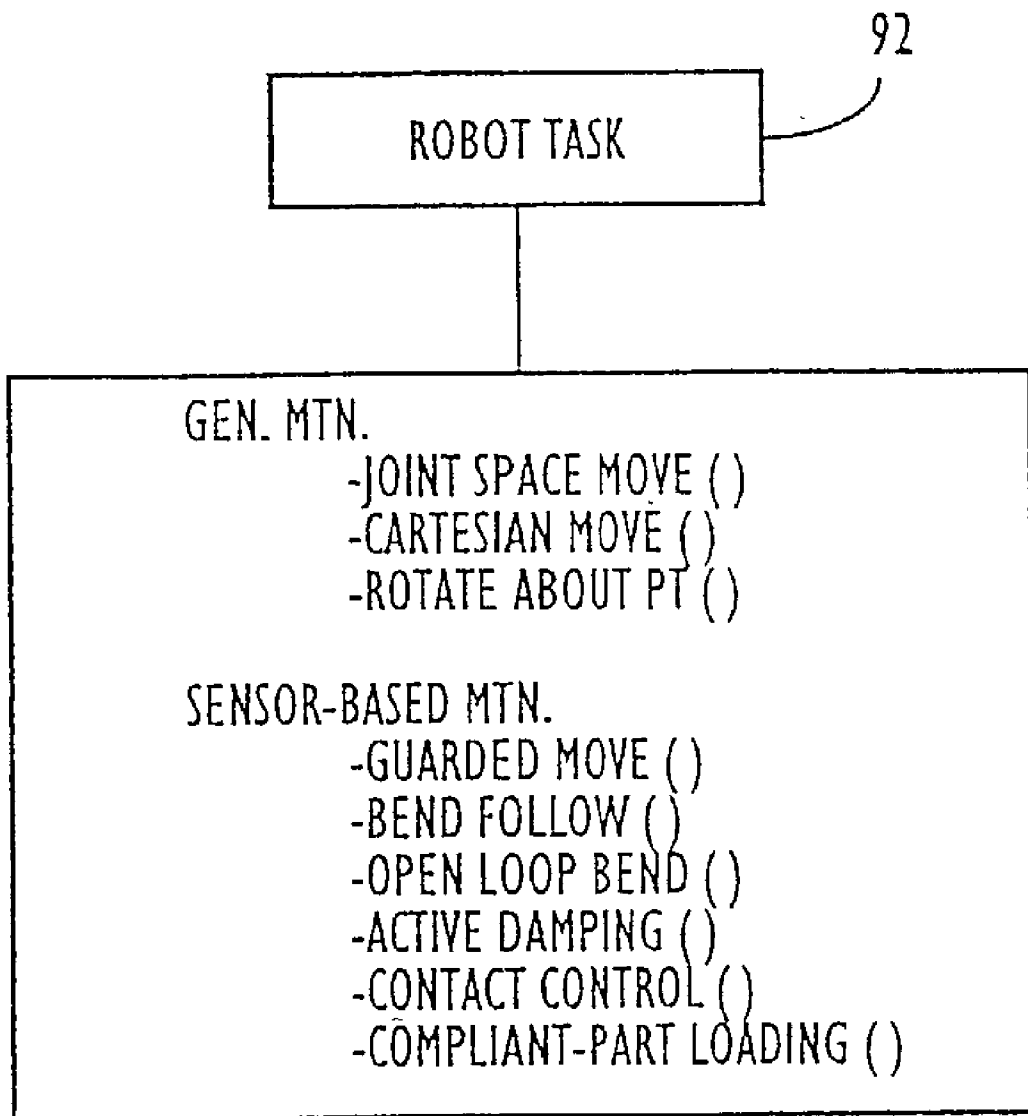 92
ROBOT TASK
GEN. MTN.
-JOINT SPACE MOVE ( )
-CARTESIAN MOVE ( )
-ROTATE ABOUT PT ( )
SENSOR-BASED MTN.
-GUARDED MOVE ( )
-BEND FOLLOW ( )
-OPEN LOOP BEND ( )
-ACTIVE DAMPING ( )
-CONTACT CONTROL ( )
-COMPLIANT-PART LOADING ( )